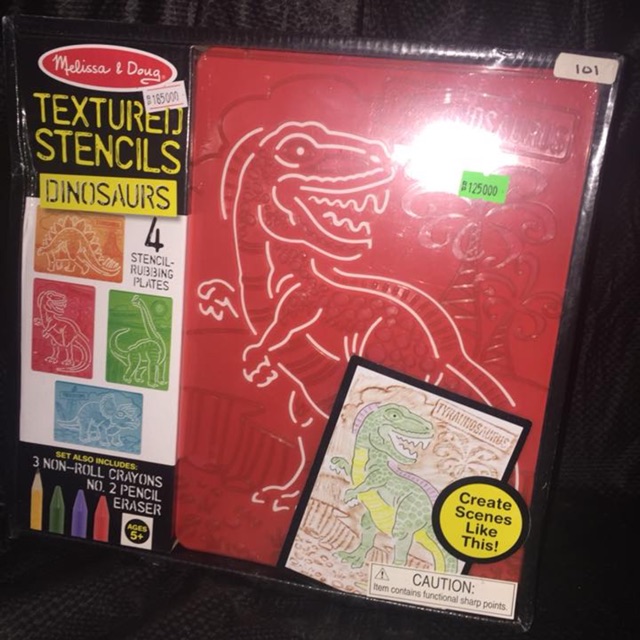 Melissa & Doug
₫185000
TEXTURED
STENCILS
DINOSAURS
4
STENCIL-
RUBBING
PLATES
SET ALSO INCLUDES:
3 NON-ROLL CRAYONS
NO. 2 PENCIL
ERASER
AGES
5+
101
₫125000
TYRANNOSAURUS
Create
Scenes
Like
This!
CAUTION:
Item contains functional sharp points.